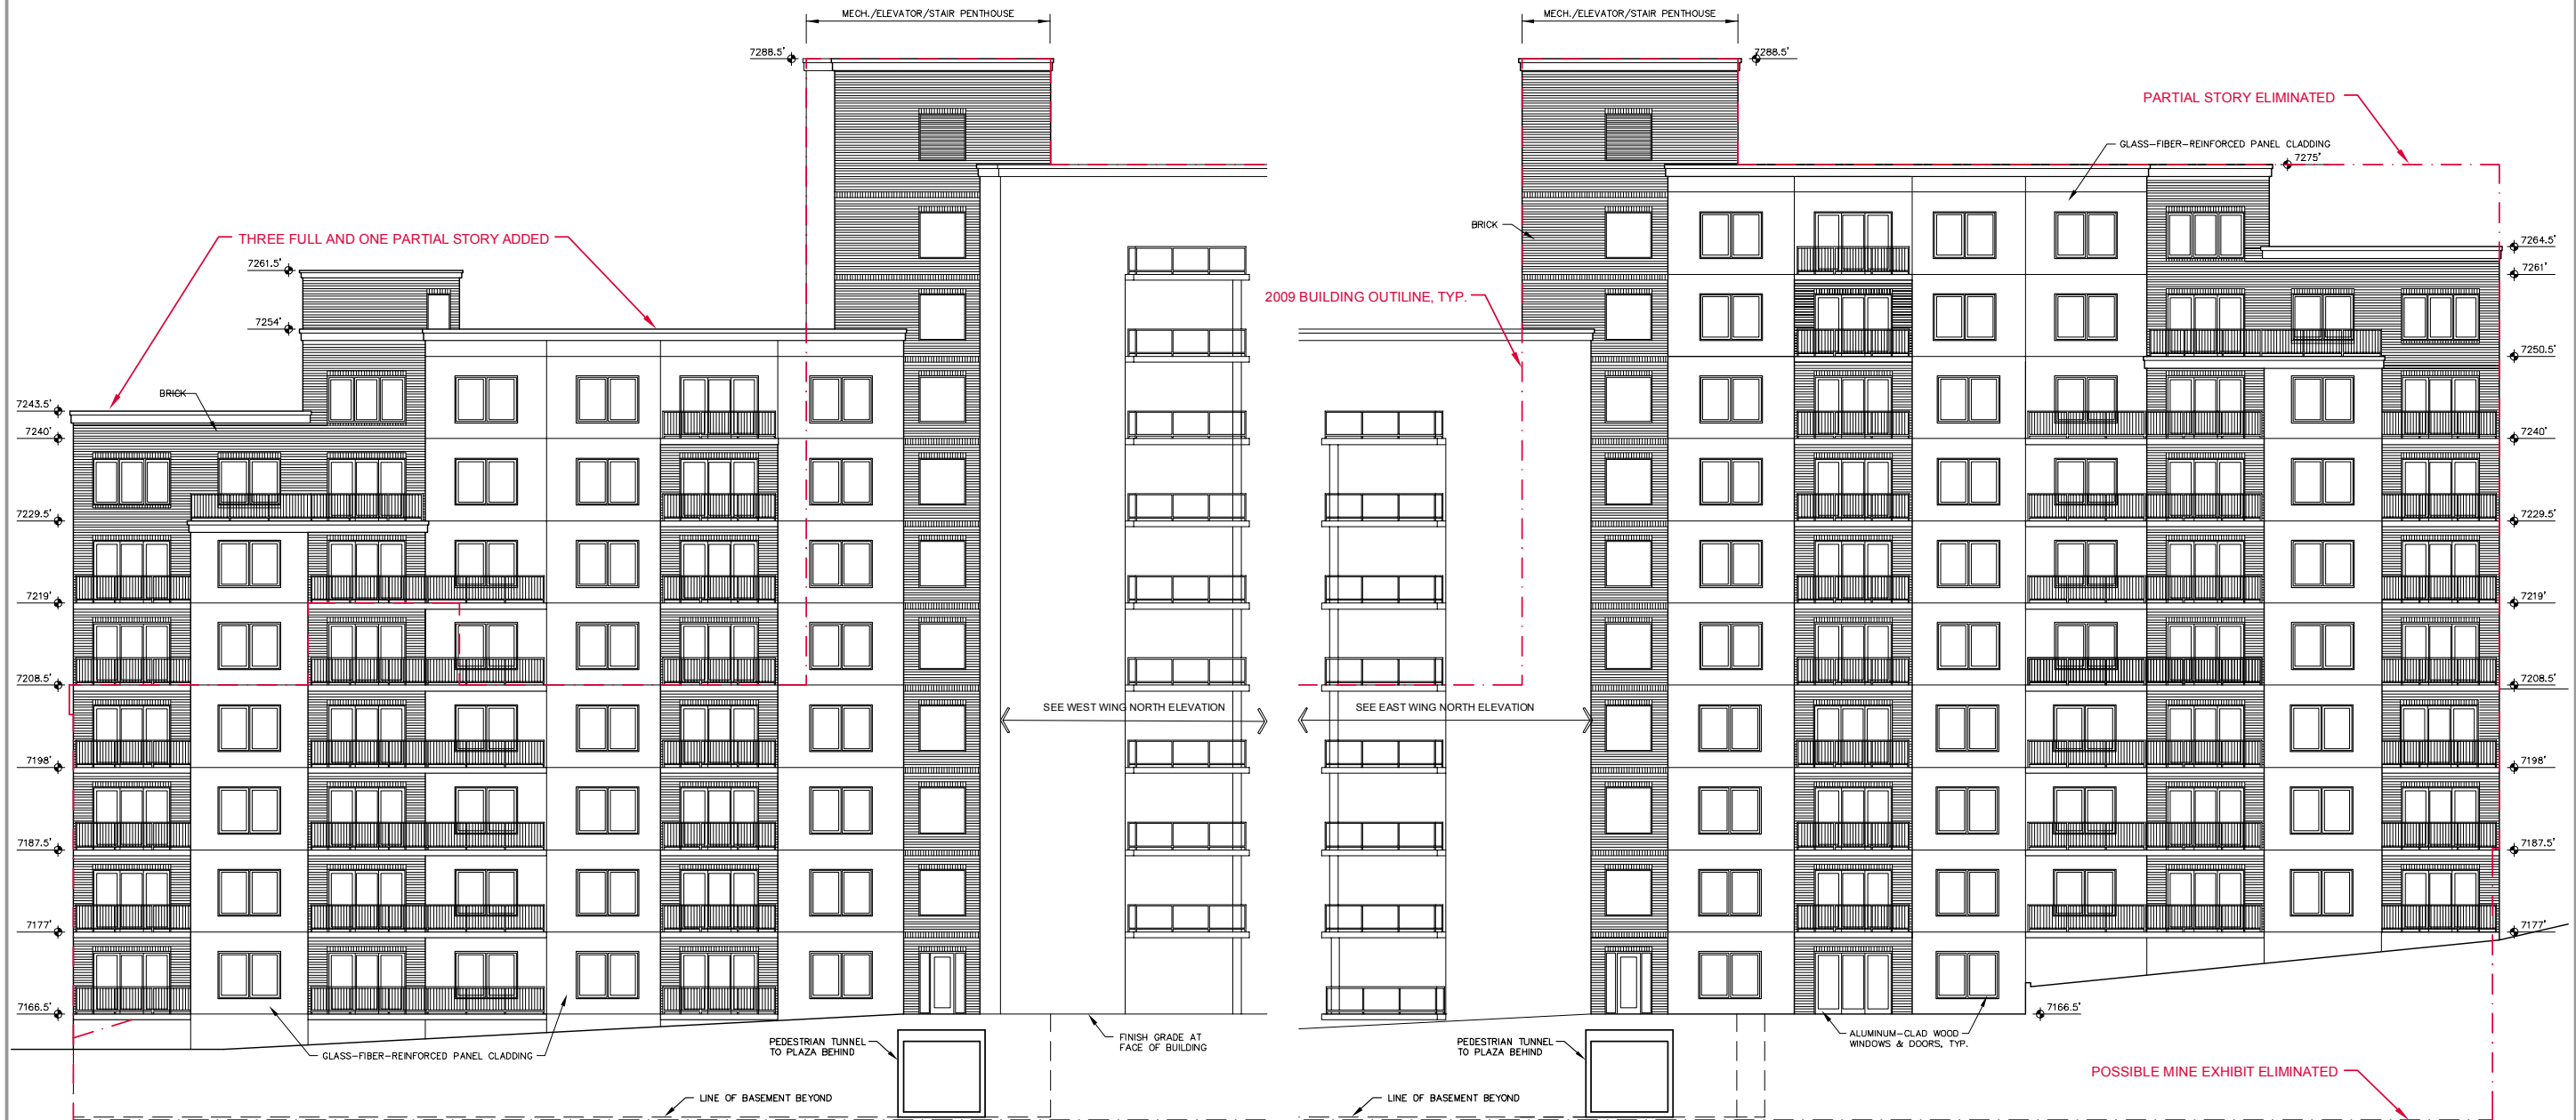 MECH./ELEVATOR/STAIR PENTHOUSE
MECH./ELEVATOR/STAIR PENTHOUSE
7288.5'
7288.5'
PARTIAL STORY ELIMINATED
GLASS-FIBER-REINFORCED PANEL CLADDING
7275'
BRICK
THREE FULL AND ONE PARTIAL STORY ADDED
7264.5'
7261.5'
7261'
2009 BUILDING OUTILINE, TYP.
7254'
7250.5'
BRICK
7243.5'
7240'
7240'
7229.5'
7229.5'
7219'
7219'
7208.5'
7208.5'
SEE WEST WING NORTH ELEVATION
SEE EAST WING NORTH ELEVATION
7198'
7198'
7187.5'
7187.5'
7177'
7177'
7166.5'
7166.5'
GLASS-FIBER-REINFORCED PANEL CLADDING
PEDESTRIAN TUNNEL
TO PLAZA BEHIND
FINISH GRADE AT
FACE OF BUILDING
PEDESTRIAN TUNNEL
TO PLAZA BEHIND
ALUMINUM-CLAD WOOD
WINDOWS & DOORS, TYP.
POSSIBLE MINE EXHIBIT ELIMINATED
LINE OF BASEMENT BEYOND
LINE OF BASEMENT BEYOND